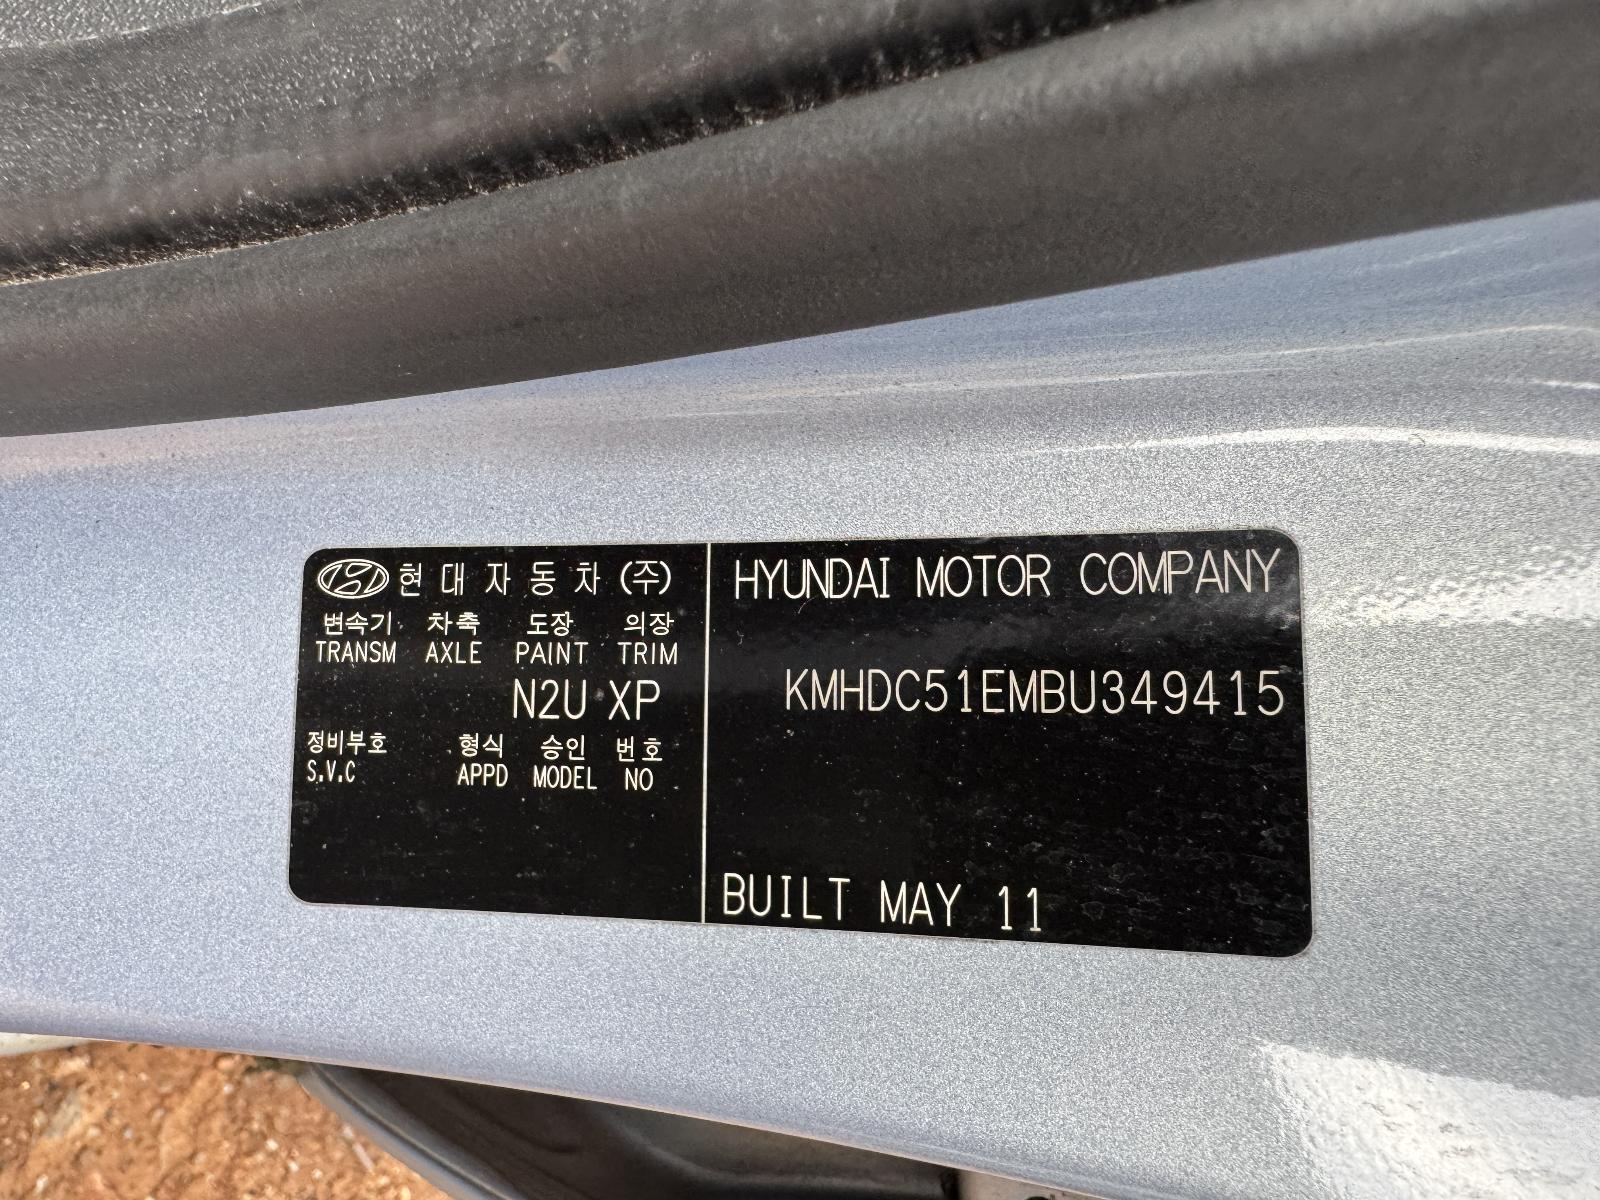 현대자동차 (주)
변속기 차축 도장 의장
TRANSM AXLE PAINT TRIM
N2U XP
정비부호 형식 승인 번호
S.V.C APPD MODEL NO
HYUNDAI MOTOR COMPANY
KMHDC51EMBU349415
BUILT MAY 11